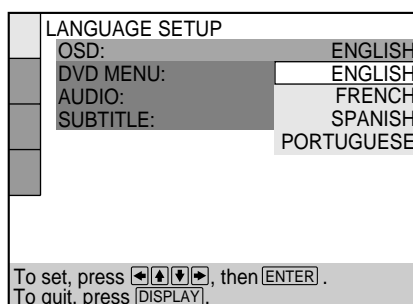 LANGUAGE SETUP
OSD: ENGLISH
DVD MENU: ENGLISH
AUDIO: FRENCH
SUBTITLE: SPANISH
PORTUGUESE
To set, press ←↑↓→, then ENTER.
To quit, press DISPLAY.